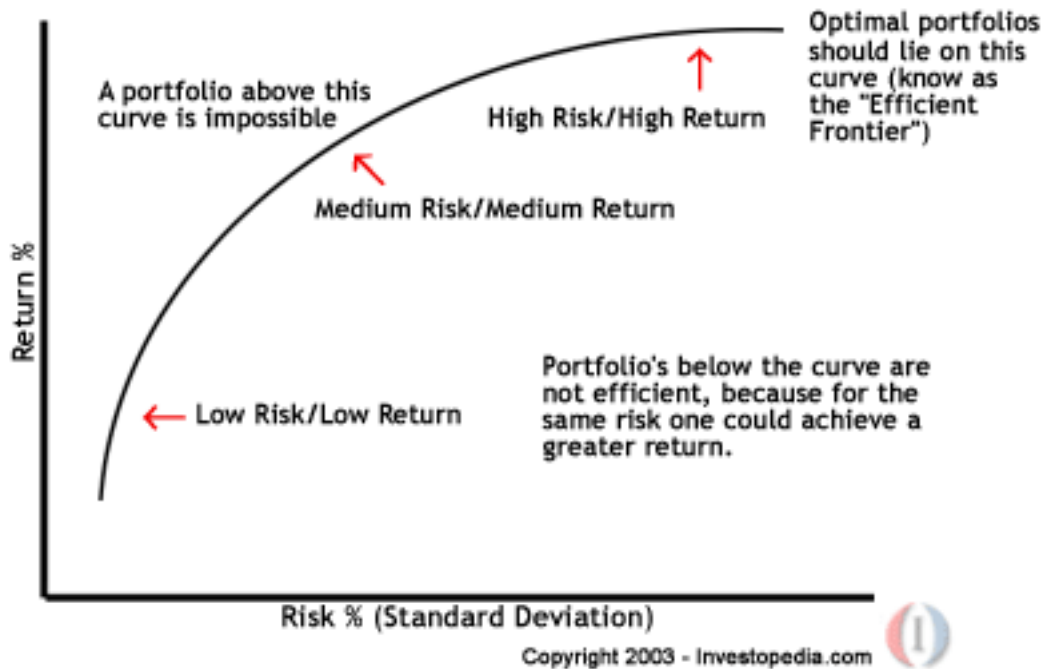 Optimal portfolios
should lie on this
curve (know as
the "Efficient
Frontier")
A portfolio above this
curve is impossible
High Risk/High Return
Medium Risk/Medium Return
Return %
Low Risk/Low Return
Portfolio's below the curve are
not efficient, because for the
same risk one could achieve a
greater return.
Risk % (Standard Deviation)
Copyright 2003 - Investopedia.com
I